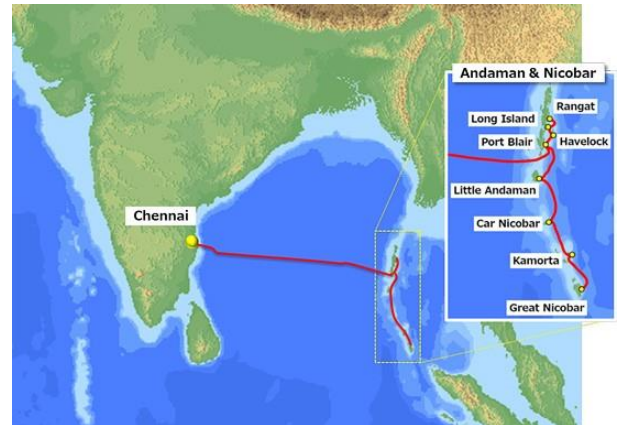 Andaman & Nicobar
Rangat
Long Island
Port Blair
Havelock
Little Andaman
Chennai
Car Nicobar
Kamorta
Great Nicobar